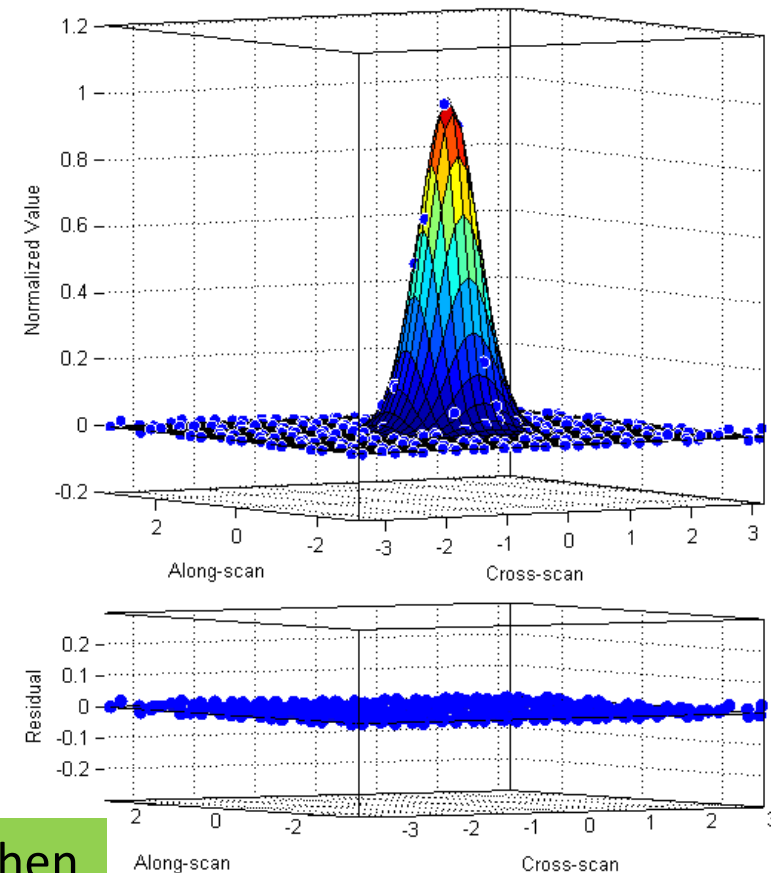 1.2
1
0.8
0.6
0.4
0.2
0
-0.2
Normalized Value
2 0 -2 -3 -2 -1 0 1 2 3
Along-scan Cross-scan
0.2
0.1
0
-0.1
-0.2
Residual
2 0 -2 -3 -2 -1 0 1 2 3
hen Along-scan Cross-scan